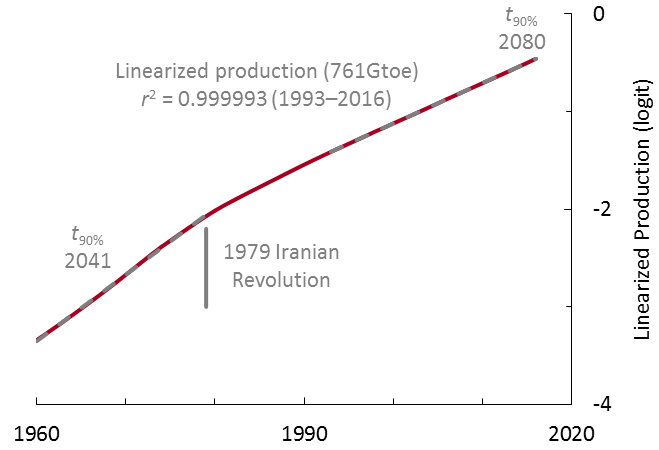 0
t90%
2080
Linearized production (761Gtoe)
r² = 0.999993 (1993–2016)
-2
t90%
2041
1979 Iranian
Revolution
-4
1960
1990
2020
Linearized Production (logit)